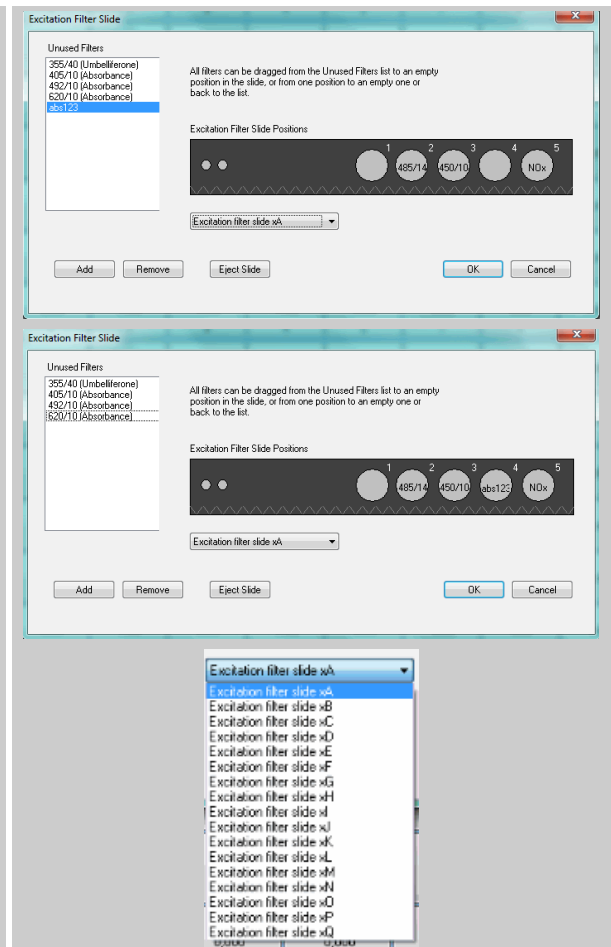 Excitation Filter Slide
Unused Filters
355/40 (Umbelliferone)
405/10 (Absorbance)
492/10 (Absorbance)
620/10 (Absorbance)
abs123
All filters can be dragged from the Unused Filters list to an empty
position in the slide, or from one position to an empty one or
back to the list.
Excitation Filter Slide Positions
1 2 3 4 5
485/14 450/10 NOx
Excitation filter slide xA
Add Remove Eject Slide OK Cancel
Excitation Filter Slide
Unused Filters
355/40 (Umbelliferone)
405/10 (Absorbance)
492/10 (Absorbance)
620/10 (Absorbance)
All filters can be dragged from the Unused Filters list to an empty
position in the slide, or from one position to an empty one or
back to the list.
Excitation Filter Slide Positions
1 2 3 4 5
485/14 450/10 abs123 NOx
Excitation filter slide xA
Add Remove Eject Slide OK Cancel
Excitation filter slide xA
Excitation filter slide xA
Excitation filter slide xB
Excitation filter slide xC
Excitation filter slide xD
Excitation filter slide xE
Excitation filter slide xF
Excitation filter slide xG
Excitation filter slide xH
Excitation filter slide xI
Excitation filter slide xJ
Excitation filter slide xK
Excitation filter slide xL
Excitation filter slide xM
Excitation filter slide xN
Excitation filter slide xO
Excitation filter slide xP
Excitation filter slide xQ